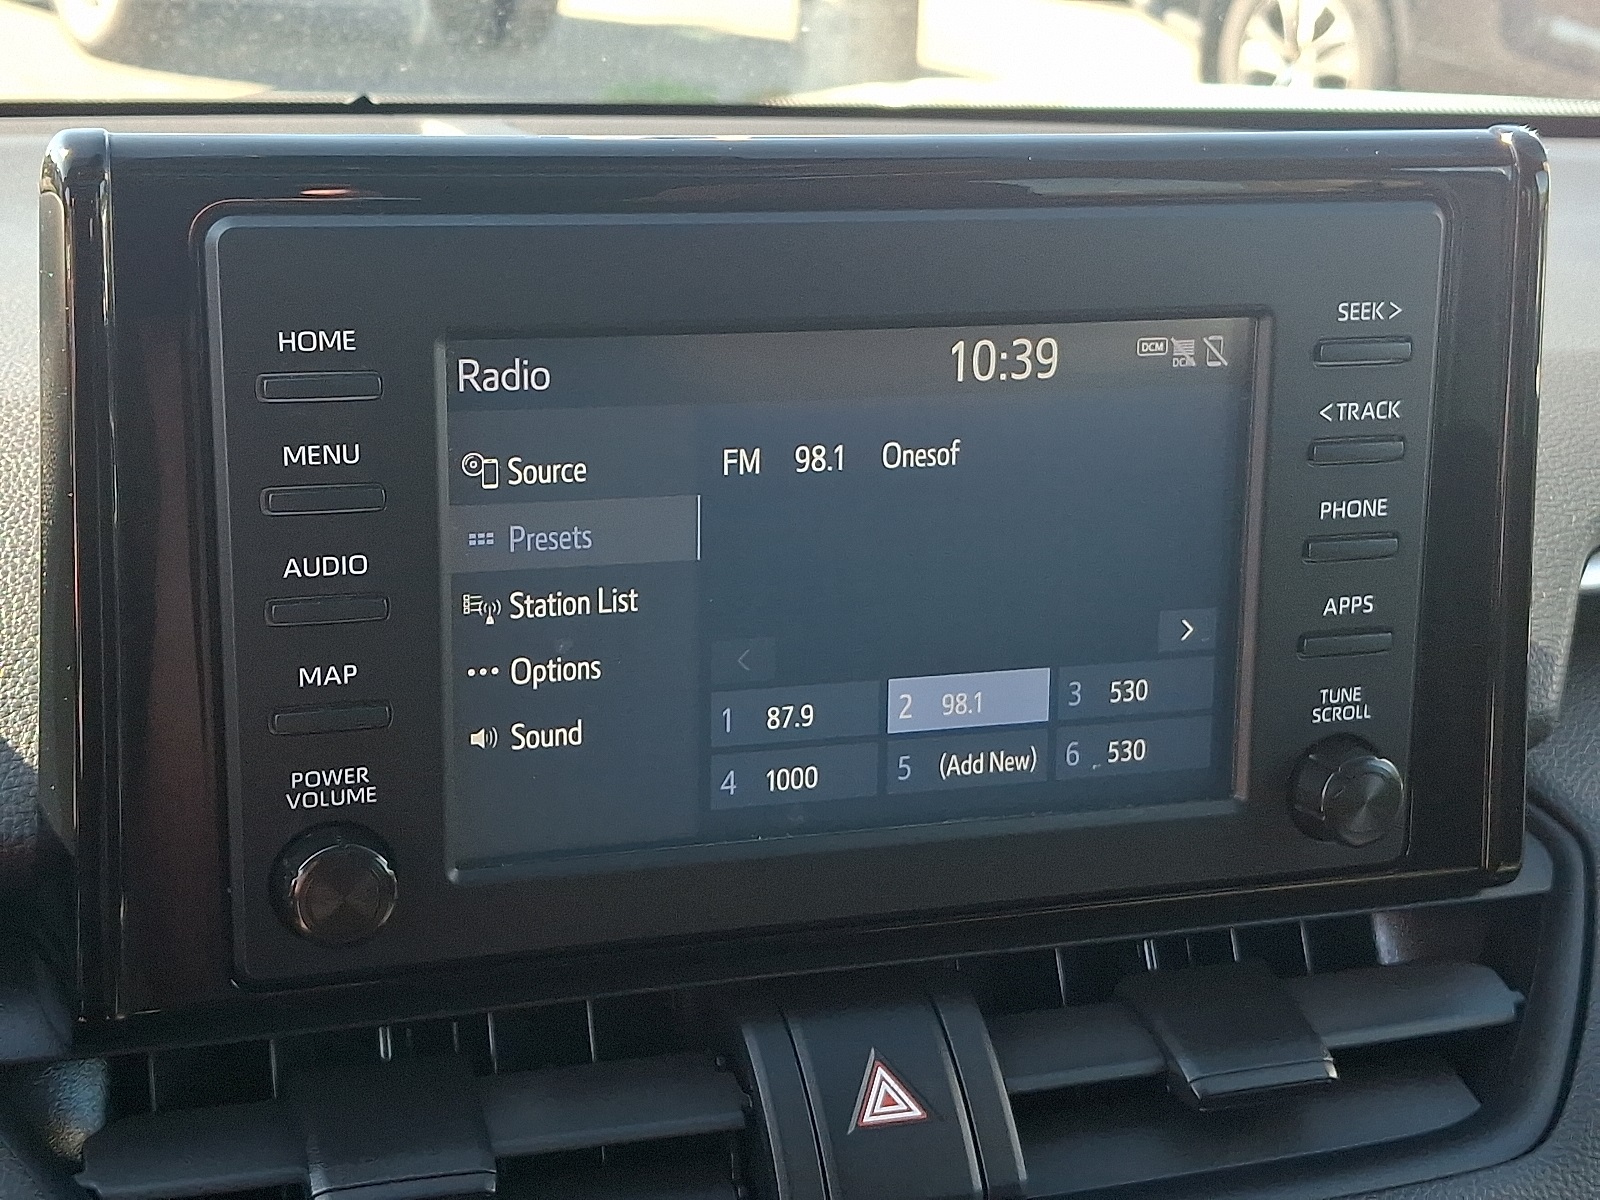 HOME
MENU
AUDIO
MAP
POWER
VOLUME
Radio
10:39
DCM
DCM
Source
Presets
Station List
Options
Sound
FM 98.1 Onesof
<
>
1 87.9
2 98.1
3 530
4 1000
5 (Add New)
6 530
SEEK >
< TRACK
PHONE
APPS
TUNE
SCROLL